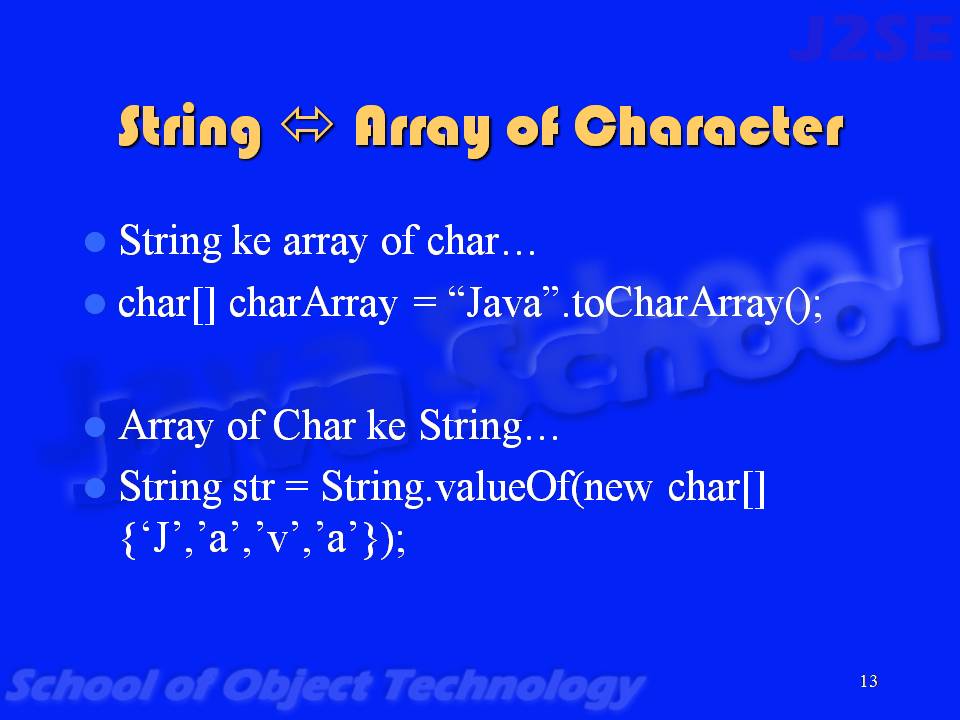 J2SE
String ⬄ Array of Character
String ke array of char…
char[] charArray = “Java”.toCharArray();
Java School
Array of Char ke String…
String str = String.valueOf(new char[]
{‘J’,’a’,’v’,’a’});
School of Object Technology
13